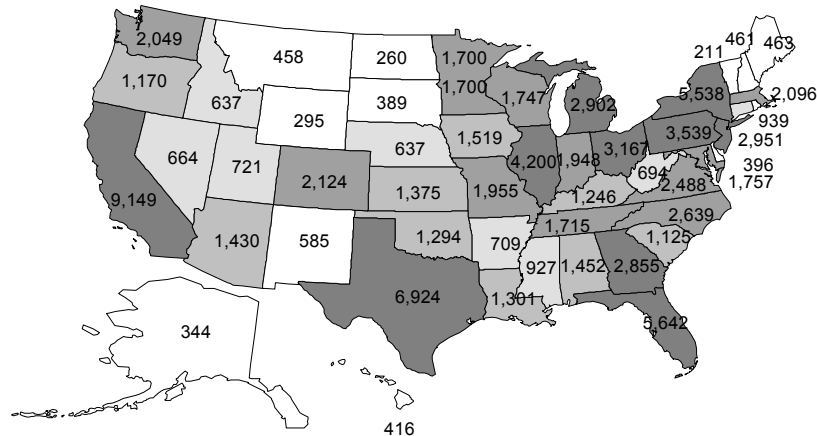 461 463
2,049 211
458 260 1,700
1,170 1,700
637 389 1,747 2,902 5,538 2,096
295 939
1,519 3,539 2,951
664 721 637 4,200 1,948 3,167 694 396
2,124 1,375 1,955 2,488 1,757
9,149 1,246
1,715 2,639
1,430 585 1,294 709 1,125
927 1,452 2,855
6,924 1,301
344 5,642
416